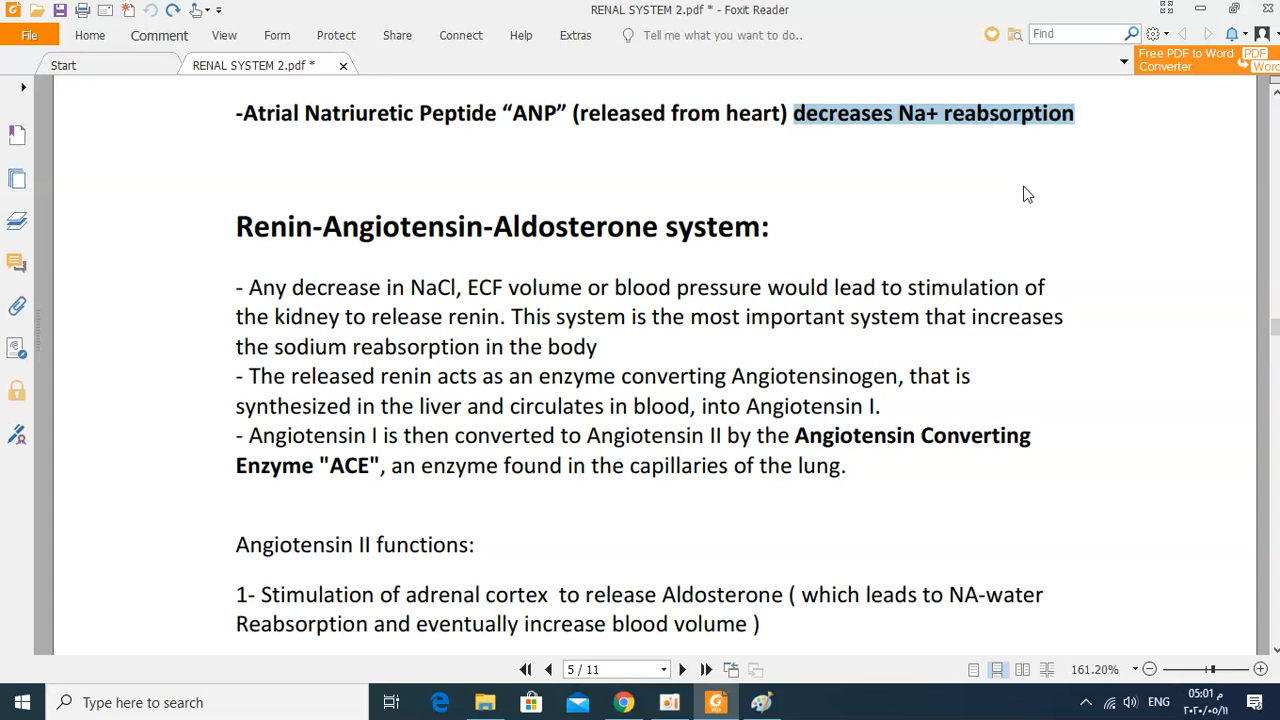 RENAL SYSTEM 2.pdf * - Foxit Reader
File Home Comment View Form Protect Share Connect Help Extras Tell me what you want to do.. Find
Start RENAL SYSTEM 2.pdf *
Free PDF to Word Converter
PDF
Word
-Atrial Natriuretic Peptide “ANP” (released from heart) decreases Na+ reabsorption
Renin-Angiotensin-Aldosterone system:
- Any decrease in NaCl, ECF volume or blood pressure would lead to stimulation of
the kidney to release renin. This system is the most important system that increases
the sodium reabsorption in the body
- The released renin acts as an enzyme converting Angiotensinogen, that is
synthesized in the liver and circulates in blood, into Angiotensin I.
- Angiotensin I is then converted to Angiotensin II by the Angiotensin Converting
Enzyme "ACE", an enzyme found in the capillaries of the lung.
Angiotensin II functions:
1- Stimulation of adrenal cortex  to release Aldosterone ( which leads to NA-water
Reabsorption and eventually increase blood volume )
5 / 11 161.20%
Type here to search ENG 05:01 م
٢٠٢٠/٠٥/١١